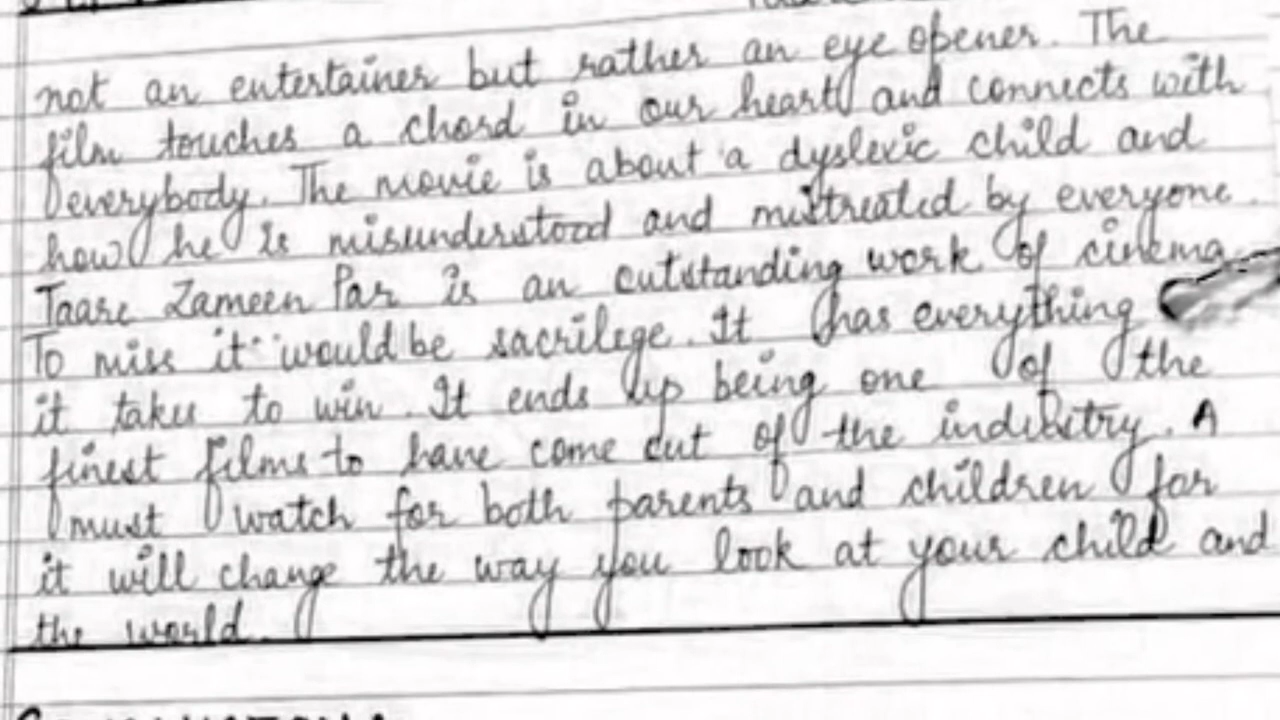 not an entertainer but rather an eye opener. The
film touches a chord in our heart and connects with
everybody. The movie is about a dyslexic child and
how he is misunderstood and mistreated by everyone.
Taare Zameen Par is an outstanding work of cinema
To miss it would be sacrilege. It has everything
it takes to win. It ends up being one of the
finest films to have come out of the industry. A
must watch for both parents and children for
it will change the way you look at your child and
the world.